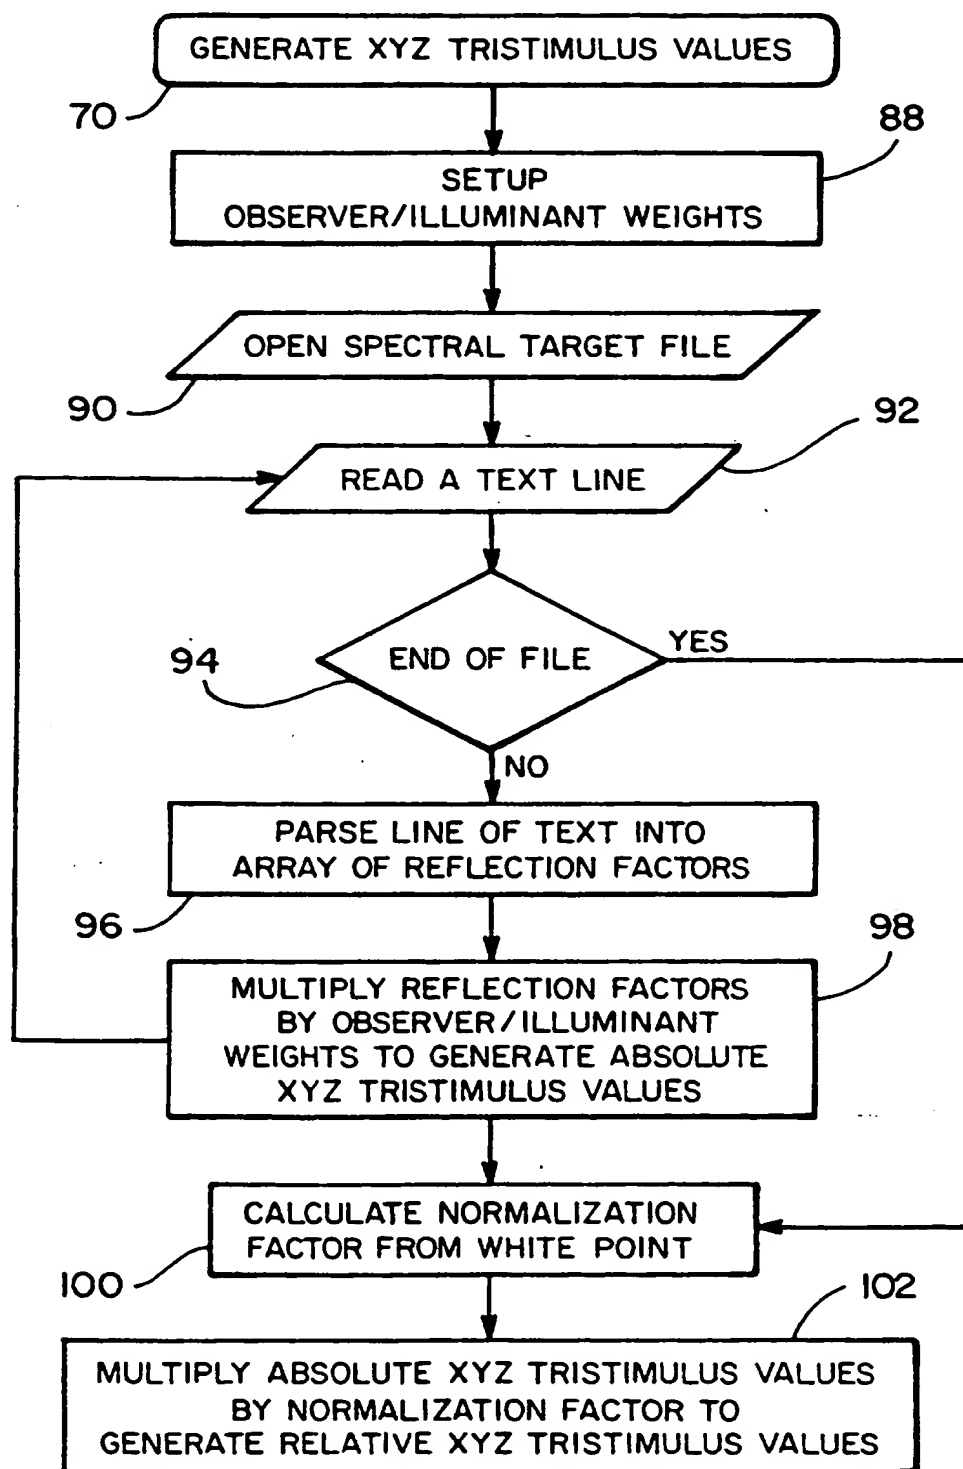 GENERATE XYZ TRISTIMULUS VALUES
70
88
SETUP
OBSERVER/ILLUMINANT WEIGHTS
OPEN SPECTRAL TARGET FILE
90
92
READ A TEXT LINE
94
END OF FILE
YES
NO
PARSE LINE OF TEXT INTO
ARRAY OF REFLECTION FACTORS
96
98
MULTIPLY REFLECTION FACTORS
BY OBSERVER/ILLUMINANT
WEIGHTS TO GENERATE ABSOLUTE
XYZ TRISTIMULUS VALUES
CALCULATE NORMALIZATION
FACTOR FROM WHITE POINT
100
102
MULTIPLY ABSOLUTE XYZ TRISTIMULUS VALUES
BY NORMALIZATION FACTOR TO
GENERATE RELATIVE XYZ TRISTIMULUS VALUES